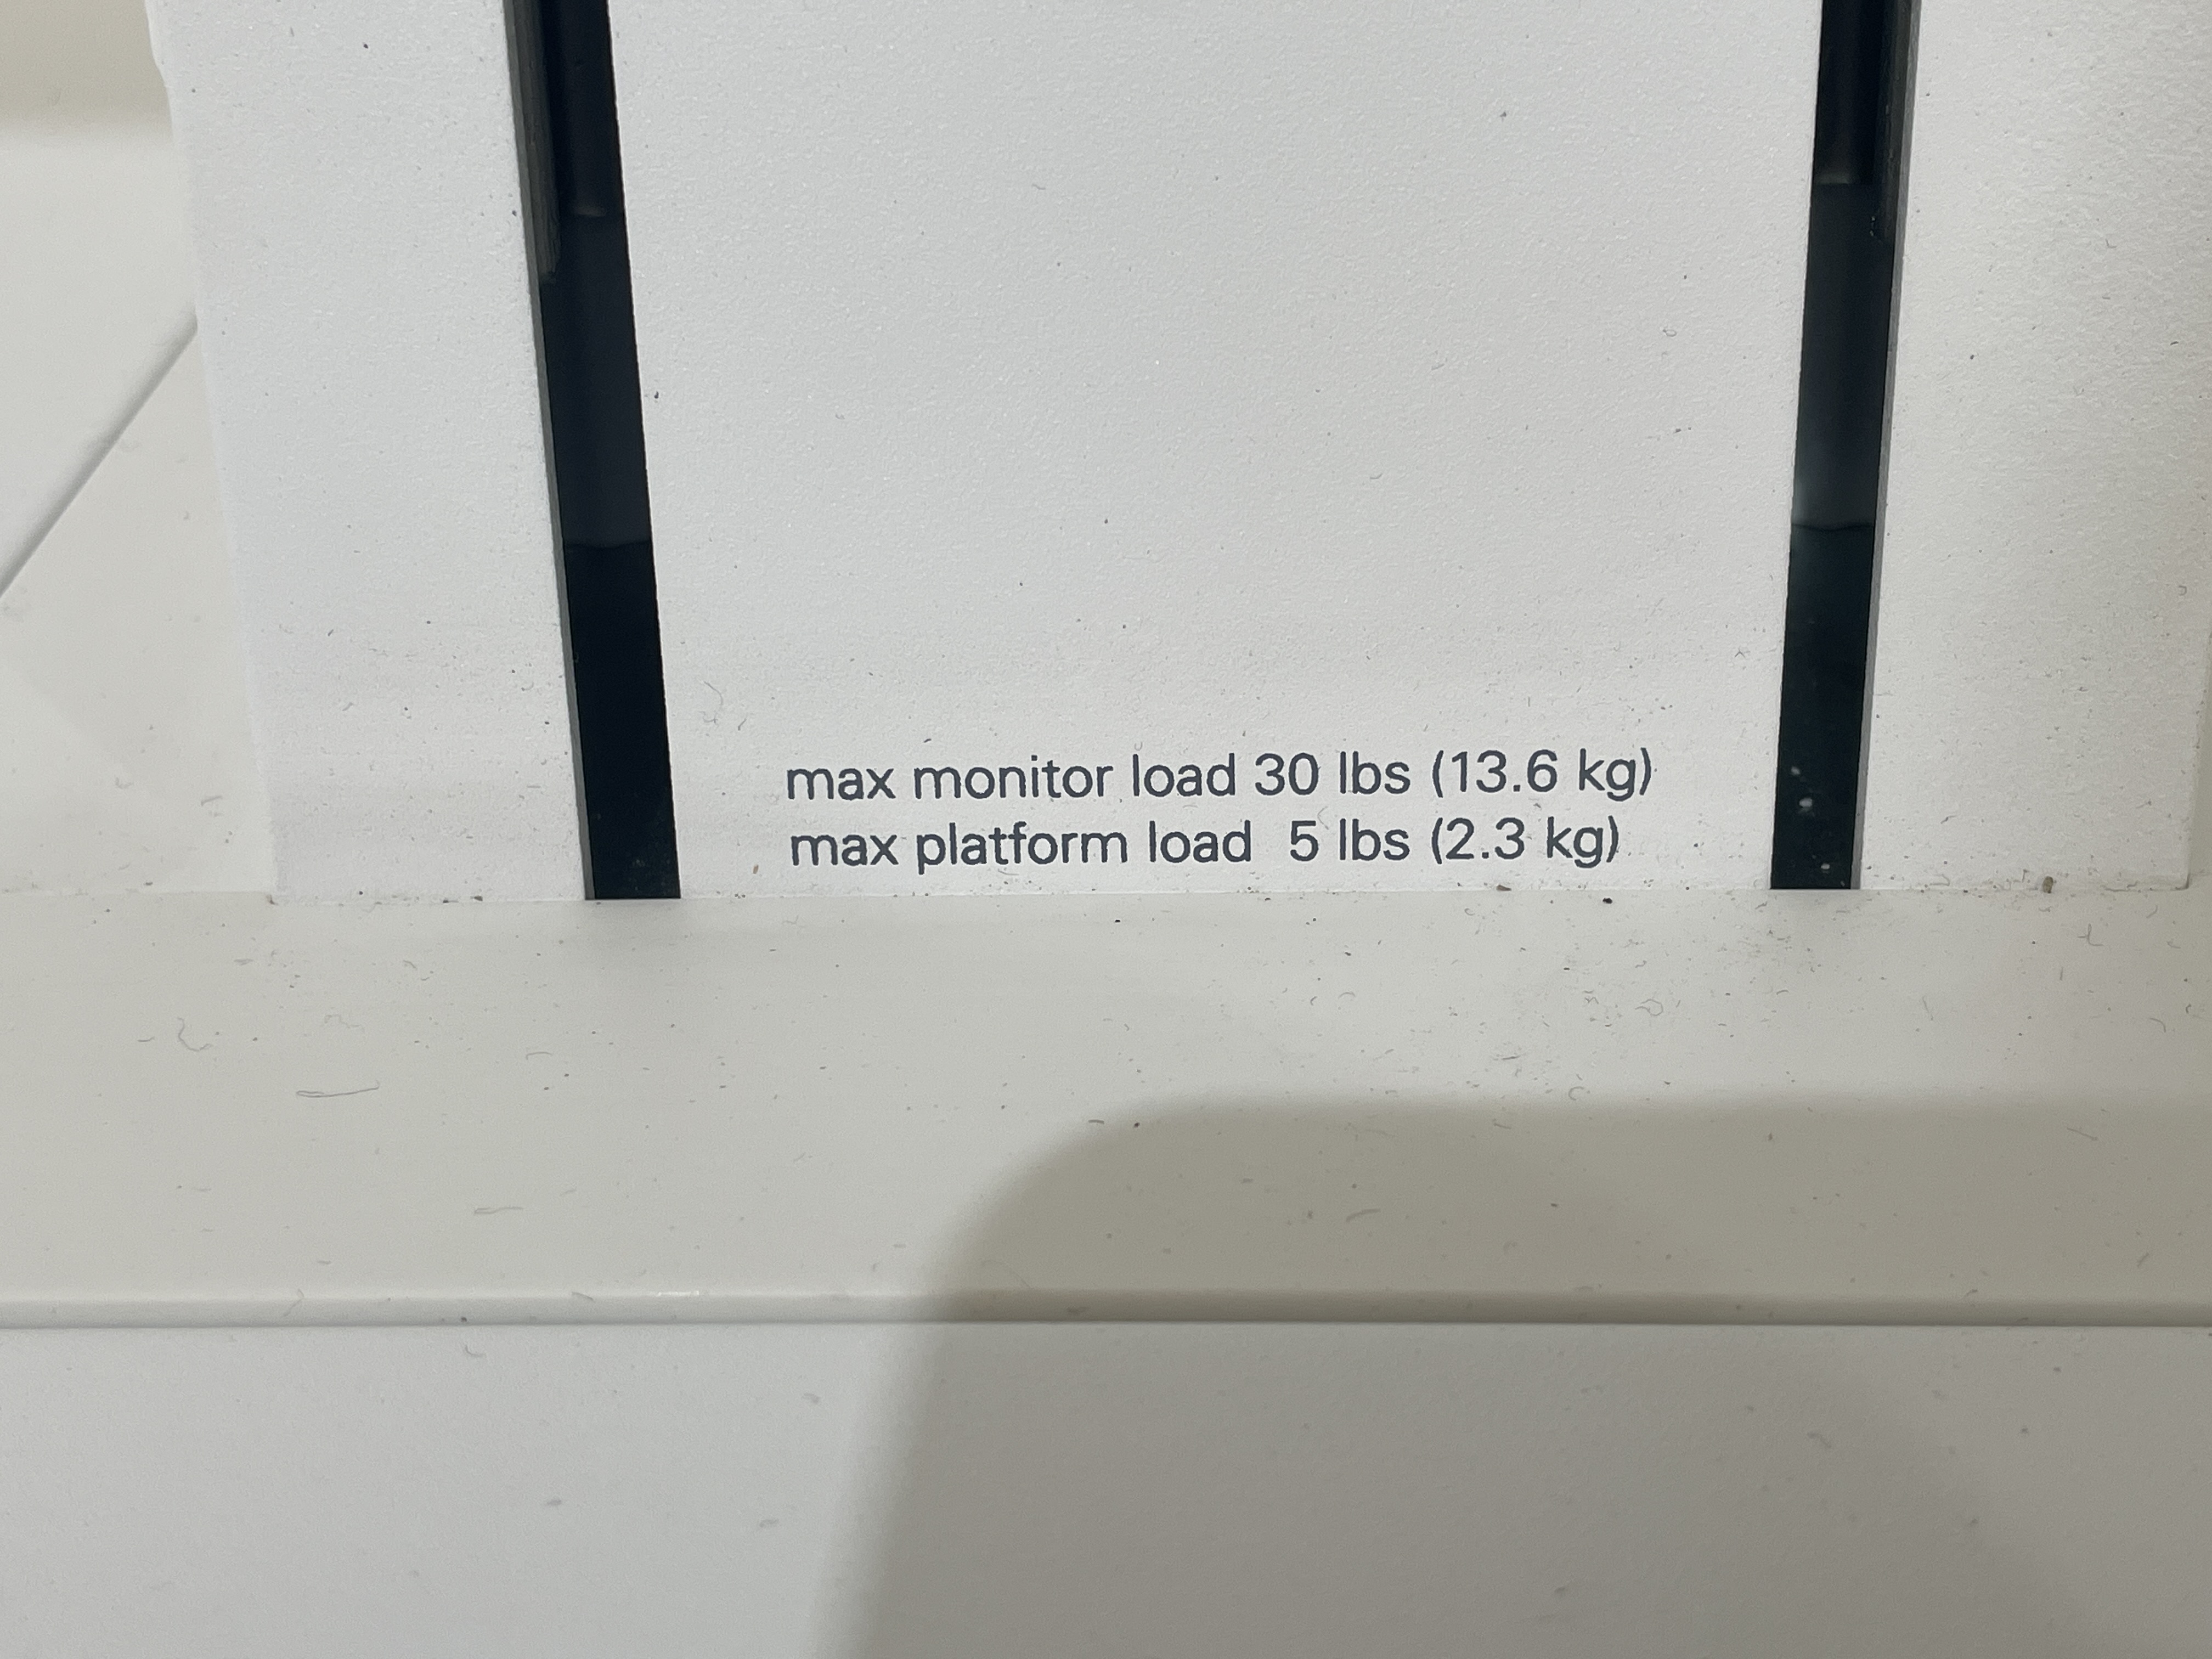 max monitor load 30 lbs (13.6 kg)
max platform load  5 lbs (2.3 kg)